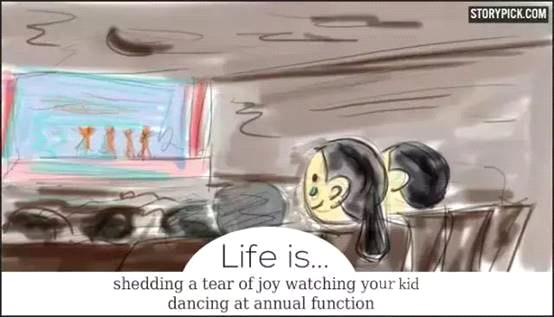 STORYPICK.COM
Life is...
shedding a tear of joy watching your kid
dancing at annual function